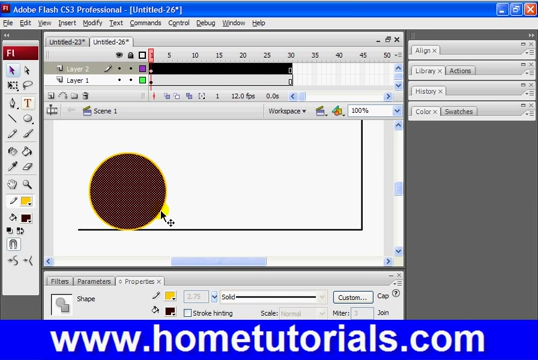 Adobe Flash CS3 Professional - [Untitled-26*]
File Edit View Insert Modify Text Commands Control Debug Window Help
Fl
Untitled-23* Untitled-26*
5 10 15 20 25 30 35 40 45 50
Layer 2
Layer 1
1 12.0 fps 0.0s
Scene 1 Workspace 100%
Align
Library Actions
History
Color Swatches
Filters Parameters Properties
Shape 2.75 Solid Custom... Cap
Stroke hinting Scale: Normal Miter: 3 Join
www.hometutorials.com